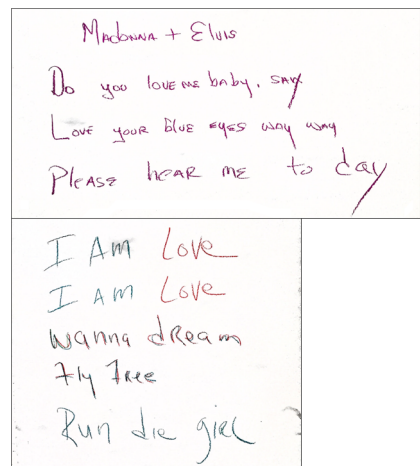 Madonna + Elvis
Do you love me baby. say
Love your blue eyes way way
Please hear me to day
I Am Love
I am Love
wanna dream
Fly Free
Run die girl